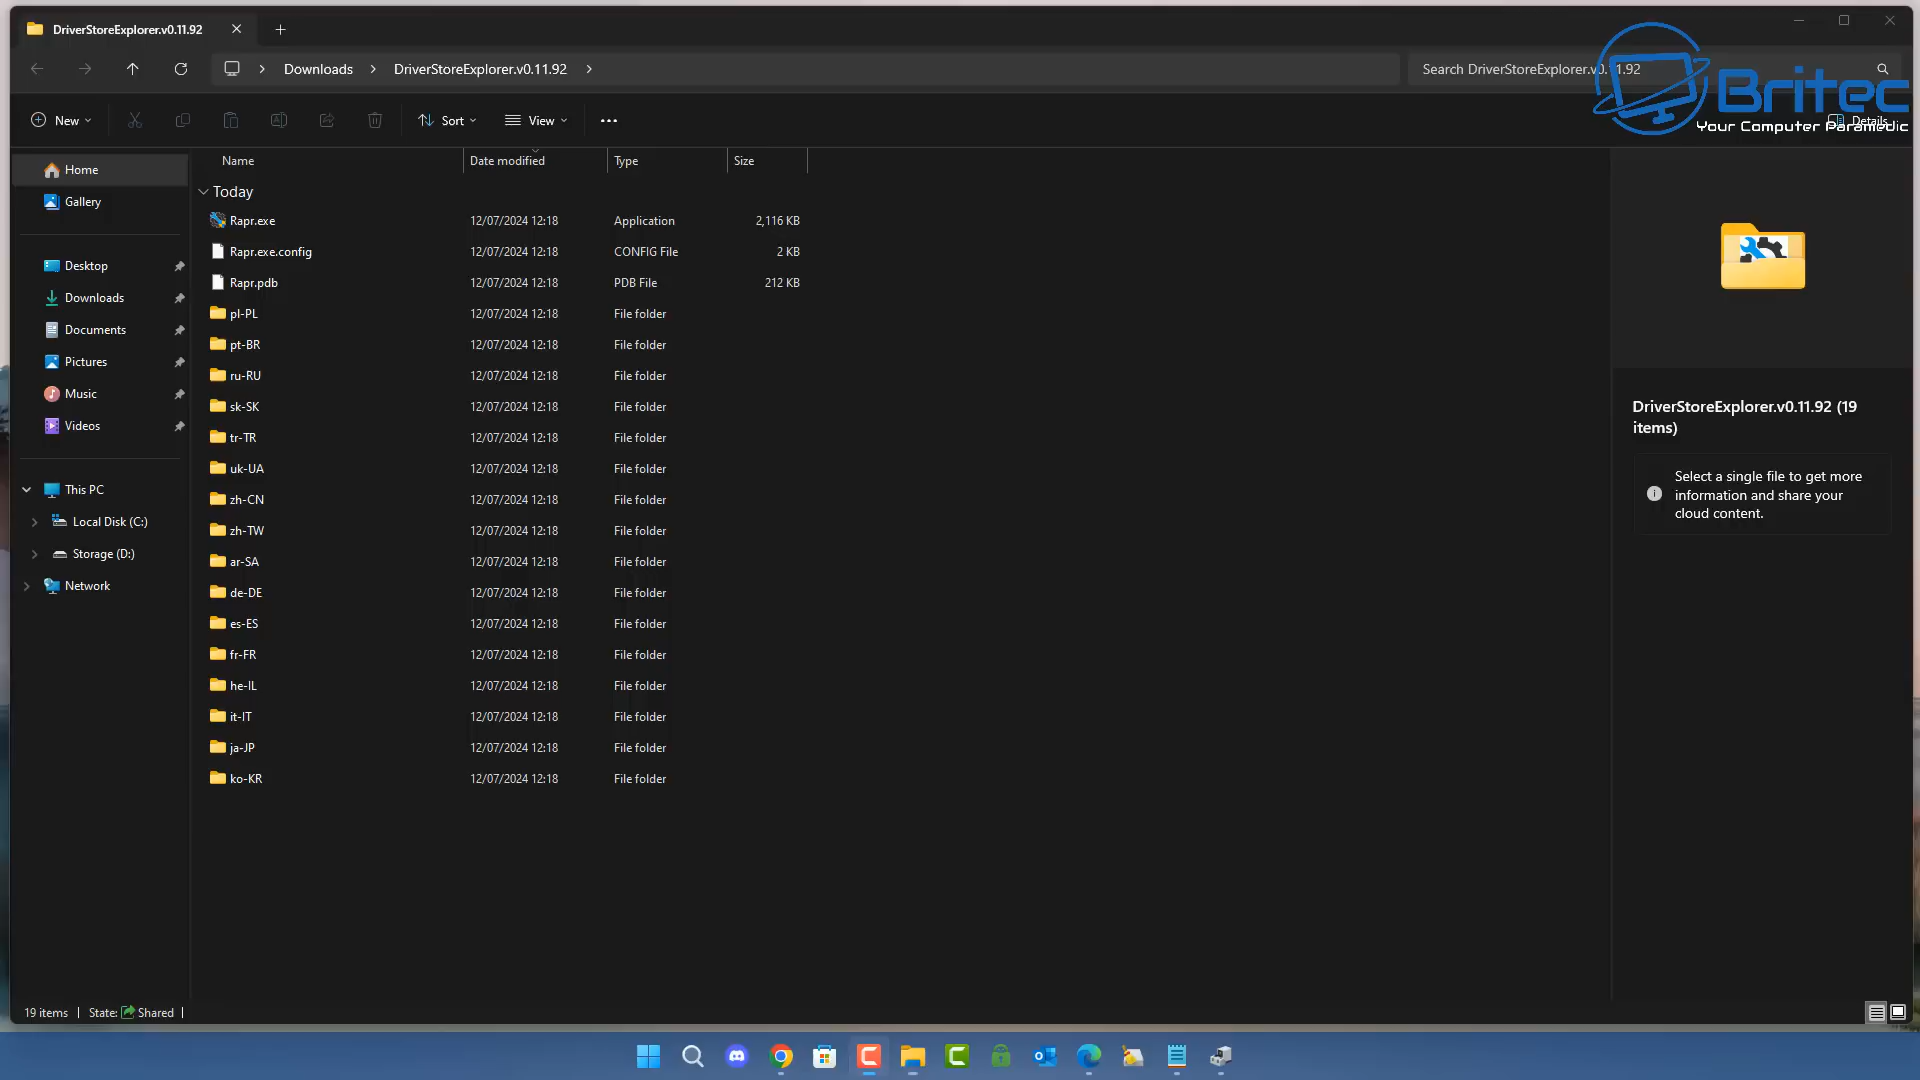 DriverStoreExplorer.v0.11.92
Downloads
DriverStoreExplorer.v0.11.92
Search DriverStoreExplorer.v0.11.92
Britec
Your Computer Paramedic
New
Sort
View
Details
Home
Gallery
Desktop
Downloads
Documents
Pictures
Music
Videos
This PC
Local Disk (C:)
Storage (D:)
Network
Name Date modified Type Size
Today
Rapr.exe 12/07/2024 12:18 Application 2,116 KB
Rapr.exe.config 12/07/2024 12:18 CONFIG File 2 KB
Rapr.pdb 12/07/2024 12:18 PDB File 212 KB
pl-PL 12/07/2024 12:18 File folder
pt-BR 12/07/2024 12:18 File folder
ru-RU 12/07/2024 12:18 File folder
sk-SK 12/07/2024 12:18 File folder
tr-TR 12/07/2024 12:18 File folder
uk-UA 12/07/2024 12:18 File folder
zh-CN 12/07/2024 12:18 File folder
zh-TW 12/07/2024 12:18 File folder
ar-SA 12/07/2024 12:18 File folder
de-DE 12/07/2024 12:18 File folder
es-ES 12/07/2024 12:18 File folder
fr-FR 12/07/2024 12:18 File folder
he-IL 12/07/2024 12:18 File folder
it-IT 12/07/2024 12:18 File folder
ja-JP 12/07/2024 12:18 File folder
ko-KR 12/07/2024 12:18 File folder
DriverStoreExplorer.v0.11.92 (19
items)
Select a single file to get more
information and share your
cloud content.
19 items
State: Shared